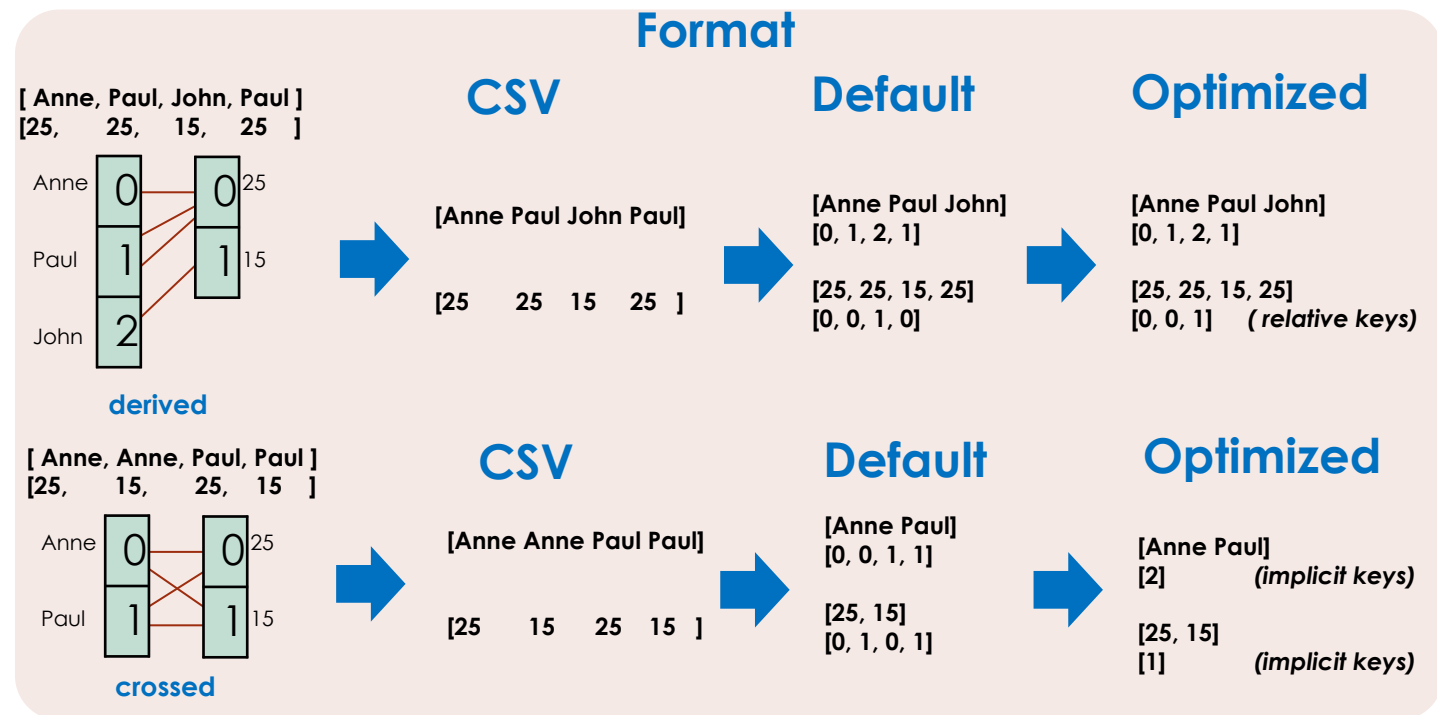 Format
[ Anne, Paul, John, Paul ]
[25, 25, 15, 25 ]
CSV
Default
Optimized
Anne 0 0 25
Paul 1 1 15
John 2
derived
[Anne Paul John Paul]
[25 25 15 25 ]
[Anne Paul John]
[0, 1, 2, 1]
[25, 25, 15, 25]
[0, 0, 1, 0]
[Anne Paul John]
[0, 1, 2, 1]
[25, 25, 15, 25]
[0, 0, 1] ( relative keys)
[ Anne, Anne, Paul, Paul ]
[25, 15, 25, 15 ]
CSV
Default
Optimized
Anne 0 0 25
Paul 1 1 15
crossed
[Anne Anne Paul Paul]
[25 15 25 15 ]
[Anne Paul]
[0, 0, 1, 1]
[25, 15]
[0, 1, 0, 1]
[Anne Paul]
[2] (implicit keys)
[25, 15]
[1] (implicit keys)